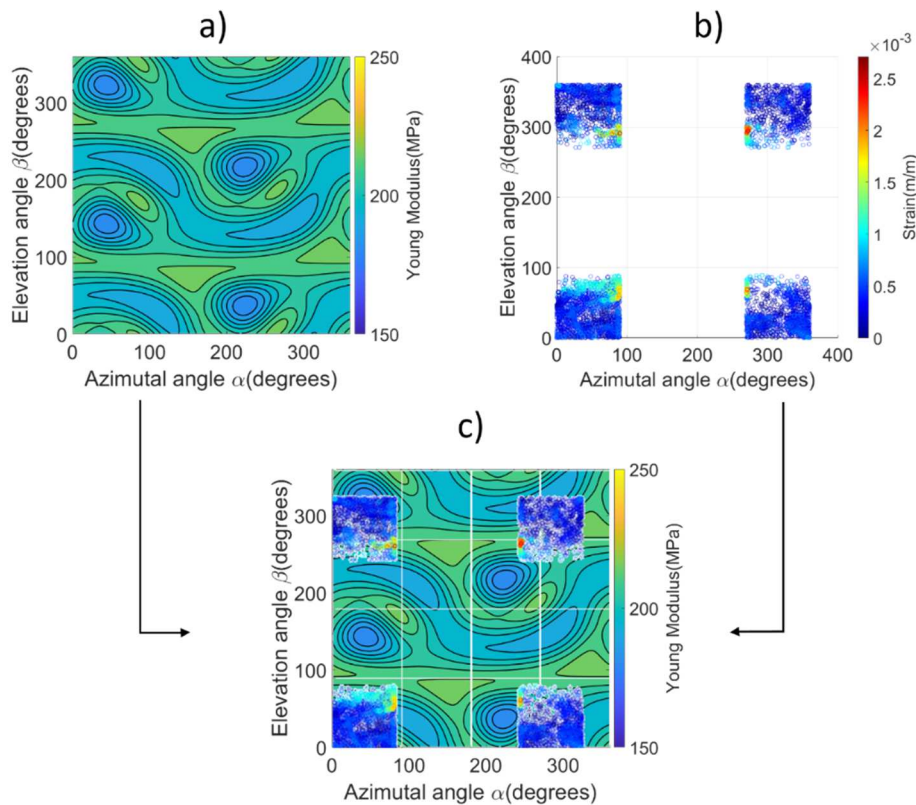 a)
Elevation angle β(degrees)
300
200
100
0
0 100 200 300
Azimutal angle α(degrees)
250
200
150
Young Modulus(MPa)
b)
Elevation angle β(degrees)
400
300
200
100
0
0 100 200 300 400
Azimutal angle α(degrees)
×10⁻³
2.5
2
1.5
1
0.5
0
Strain(m/m)
c)
Elevation angle β(degrees)
300
200
100
0
0 100 200 300
Azimutal angle α(degrees)
250
200
150
Young Modulus(MPa)